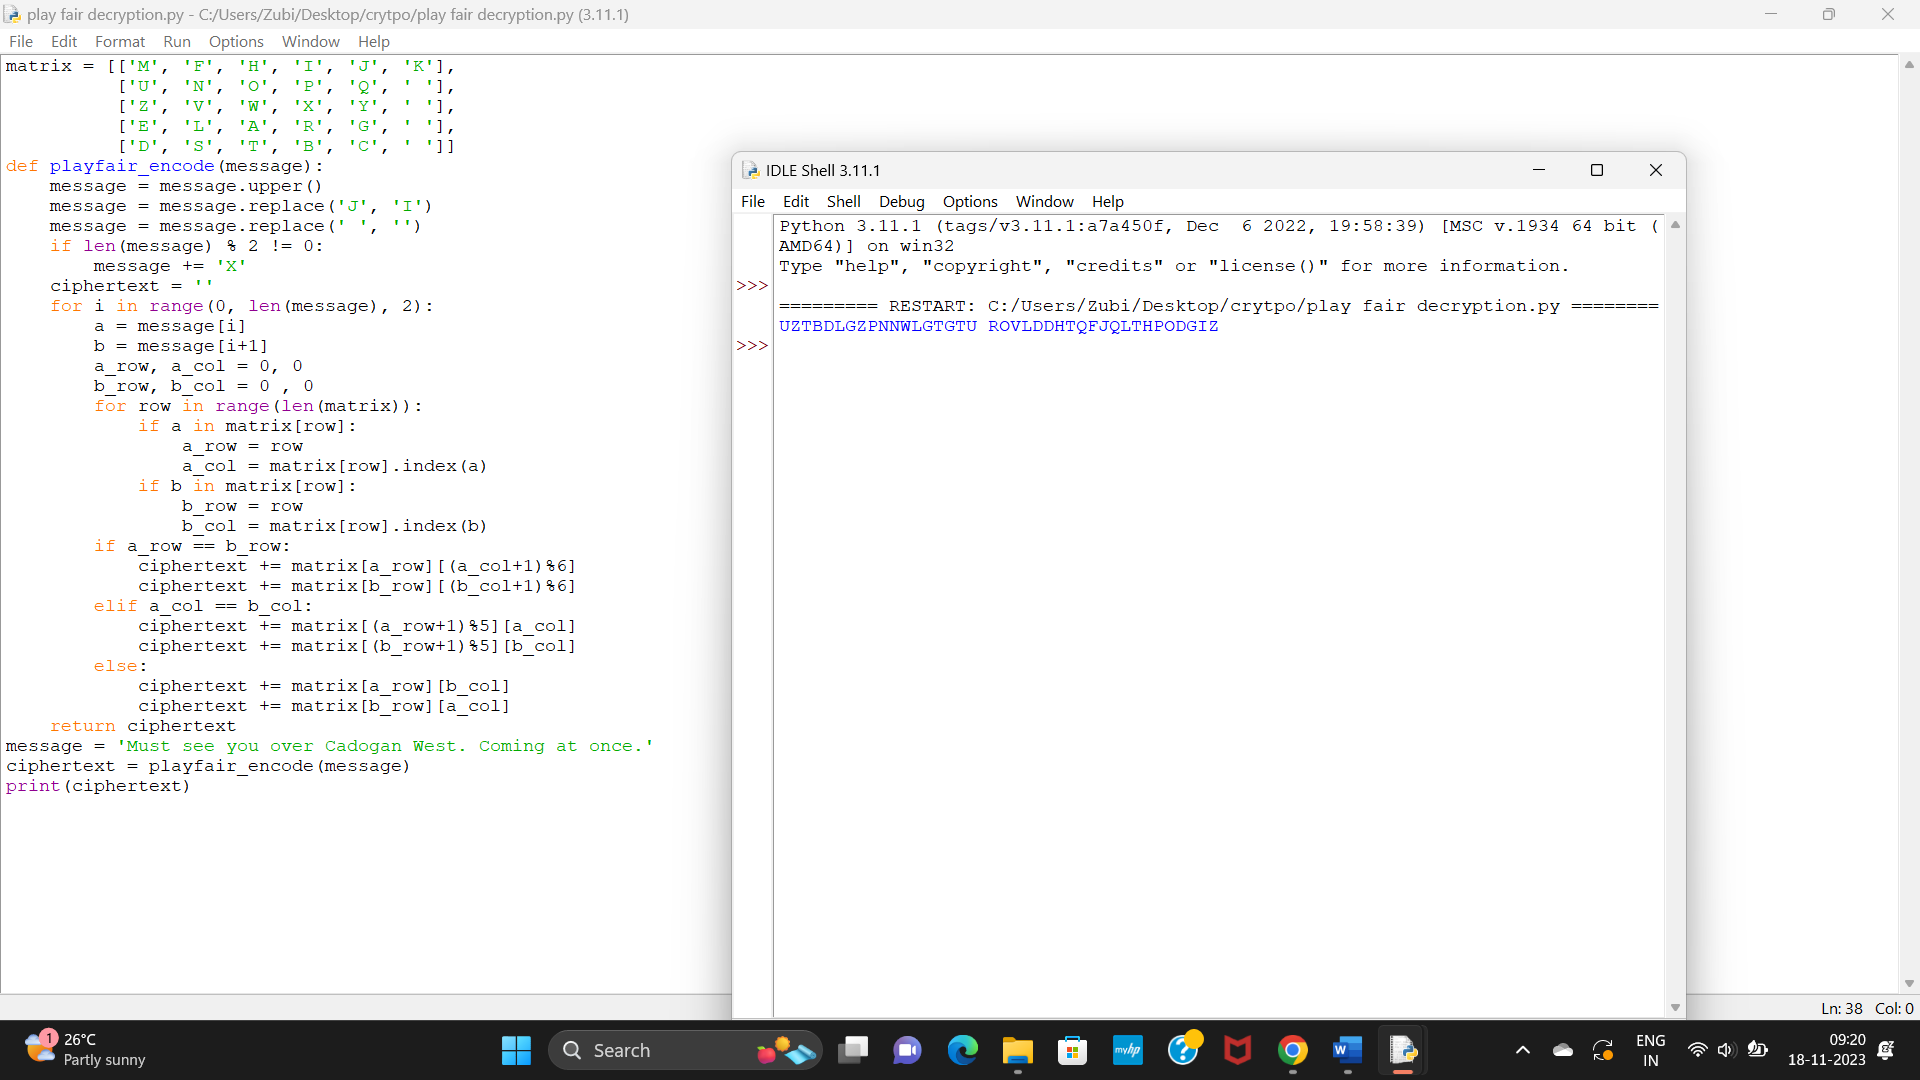 play fair decryption.py - C:/Users/Zubi/Desktop/crytpo/play fair decryption.py (3.11.1)
File Edit Format Run Options Window Help
matrix = [['M', 'F', 'H', 'I', 'J', 'K'],
          ['U', 'N', 'O', 'P', 'Q', ' '],
          ['Z', 'V', 'W', 'X', 'Y', ' '],
          ['E', 'L', 'A', 'R', 'G', ' '],
          ['D', 'S', 'T', 'B', 'C', ' ']]
def playfair_encode(message):
    message = message.upper()
    message = message.replace('J', 'I')
    message = message.replace(' ', '')
    if len(message) % 2 != 0:
        message += 'X'
    ciphertext = ''
    for i in range(0, len(message), 2):
        a = message[i]
        b = message[i+1]
        a_row, a_col = 0, 0
        b_row, b_col = 0 , 0
        for row in range(len(matrix)):
            if a in matrix[row]:
                a_row = row
                a_col = matrix[row].index(a)
            if b in matrix[row]:
                b_row = row
                b_col = matrix[row].index(b)
        if a_row == b_row:
            ciphertext += matrix[a_row][(a_col+1)%6]
            ciphertext += matrix[b_row][(b_col+1)%6]
        elif a_col == b_col:
            ciphertext += matrix[(a_row+1)%5][a_col]
            ciphertext += matrix[(b_row+1)%5][b_col]
        else:
            ciphertext += matrix[a_row][b_col]
            ciphertext += matrix[b_row][a_col]
    return ciphertext
message = 'Must see you over Cadogan West. Coming at once.'
ciphertext = playfair_encode(message)
print(ciphertext)
IDLE Shell 3.11.1
File Edit Shell Debug Options Window Help
Python 3.11.1 (tags/v3.11.1:a7a450f, Dec  6 2022, 19:58:39) [MSC v.1934 64 bit (
AMD64)] on win32
Type "help", "copyright", "credits" or "license()" for more information.
>>>
========= RESTART: C:/Users/Zubi/Desktop/crytpo/play fair decryption.py ========
UZTBDLGZPNNWLGTGTU ROVLDDHTQFJQLTHPODGIZ
>>>
Ln: 38 Col: 0
1
26°C
Partly sunny
Search
myhp
?
W
ENG
IN
09:20
18-11-2023